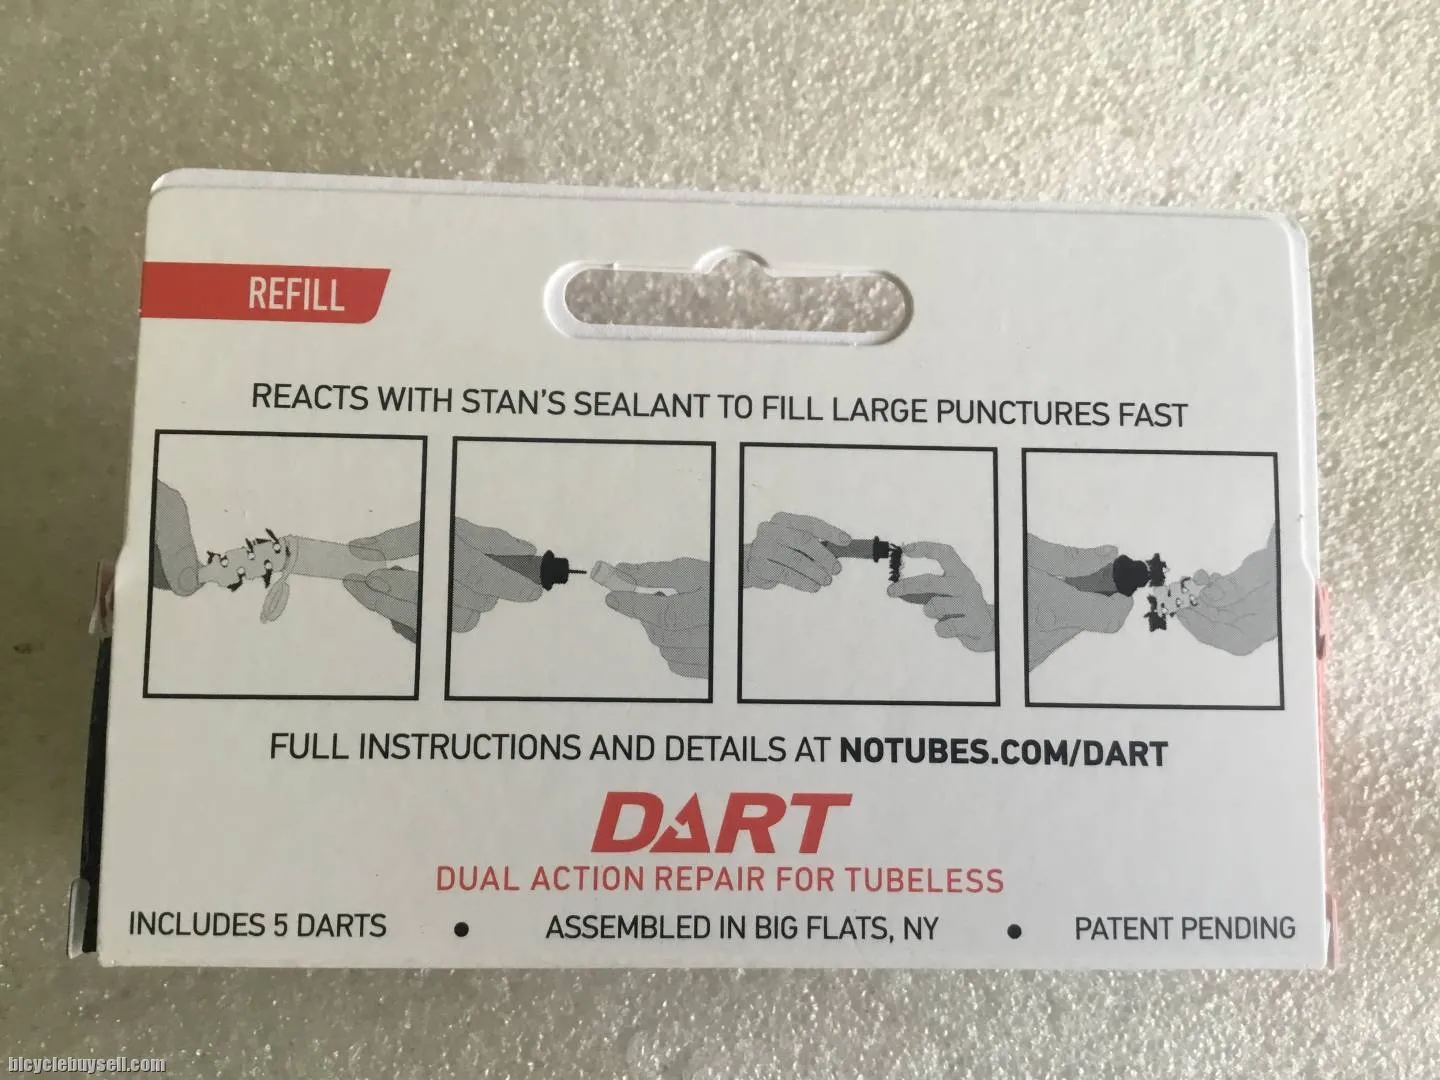 REFILL
REACTS WITH STAN'S SEALANT TO FILL LARGE PUNCTURES FAST
FULL INSTRUCTIONS AND DETAILS AT NOTUBES.COM/DART
DART
DUAL ACTION REPAIR FOR TUBELESS
INCLUDES 5 DARTS • ASSEMBLED IN BIG FLATS, NY • PATENT PENDING
bicyclebuysell.com